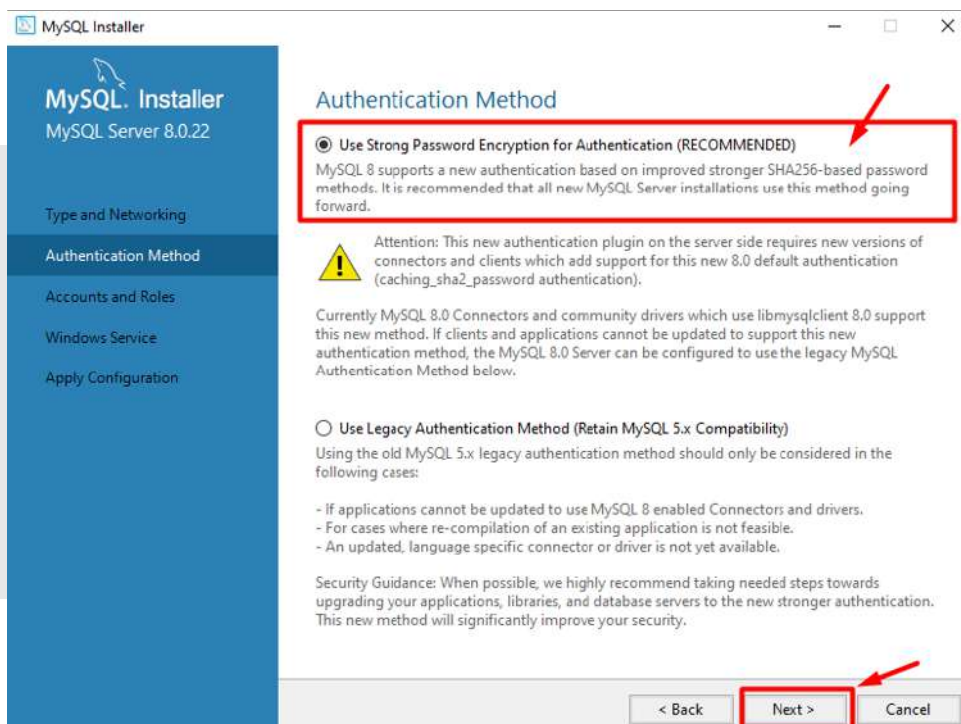 MySQL Installer
MySQL. Installer
MySQL Server 8.0.22
Type and Networking
Authentication Method
Accounts and Roles
Windows Service
Apply Configuration
Authentication Method
Use Strong Password Encryption for Authentication (RECOMMENDED)
MySQL 8 supports a new authentication based on improved stronger SHA256-based password
methods. It is recommended that all new MySQL Server installations use this method going
forward.
Attention: This new authentication plugin on the server side requires new versions of
connectors and clients which add support for this new 8.0 default authentication
(caching_sha2_password authentication).
Currently MySQL 8.0 Connectors and community drivers which use libmysqlclient 8.0 support
this new method. If clients and applications cannot be updated to support this new
authentication method, the MySQL 8.0 Server can be configured to use the legacy MySQL
Authentication Method below.
Use Legacy Authentication Method (Retain MySQL 5.x Compatibility)
Using the old MySQL 5.x legacy authentication method should only be considered in the
following cases:
- If applications cannot be updated to use MySQL 8 enabled Connectors and drivers.
- For cases where re-compilation of an existing application is not feasible.
- An updated, language specific connector or driver is not yet available.
Security Guidance: When possible, we highly recommend taking needed steps towards
upgrading your applications, libraries, and database servers to the new stronger authentication.
This new method will significantly improve your security.
< Back
Next >
Cancel